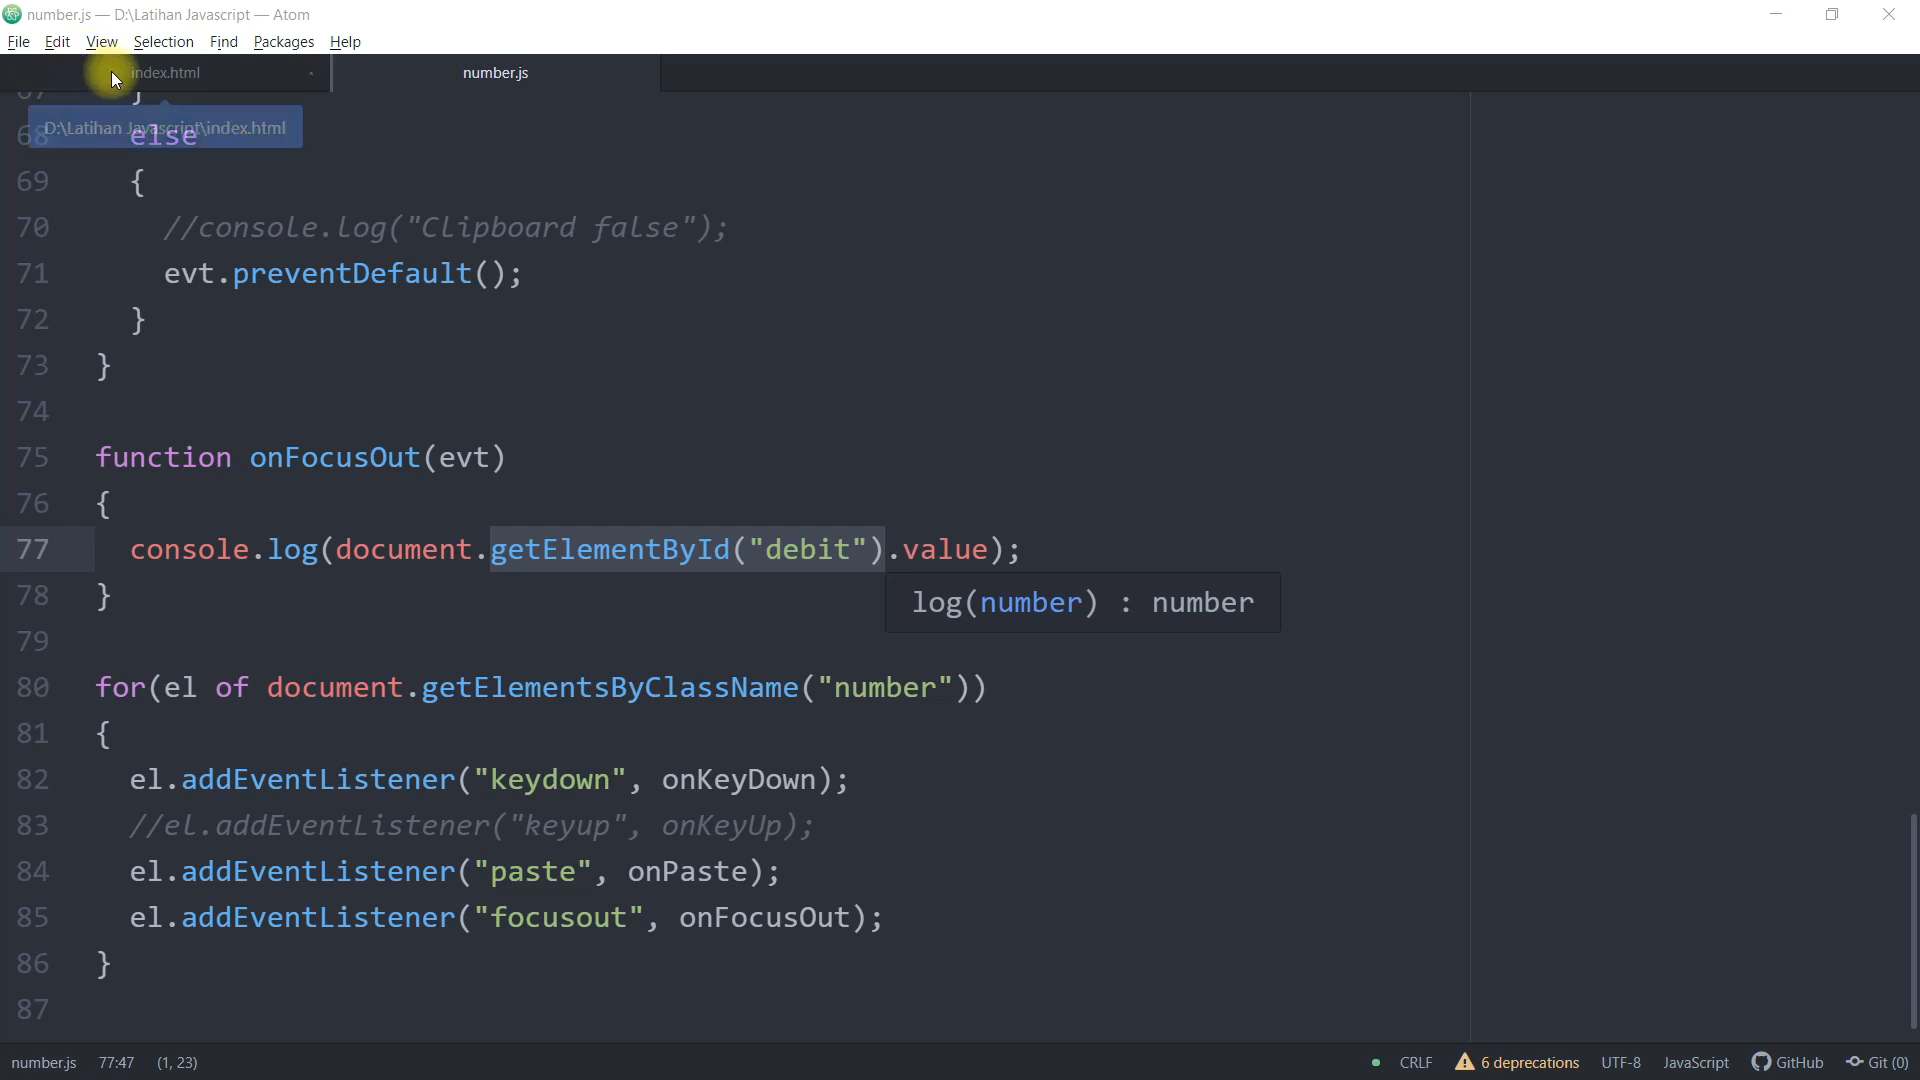 number.js — D:\Latihan Javascript — Atom
File Edit View Selection Find Packages Help
index.html
number.js
67 }
D:\Latihan Javascript\index.html
68 else
69 {
70 //console.log("Clipboard false");
71 evt.preventDefault();
72 }
73 }
74
75 function onFocusOut(evt)
76 {
77 console.log(document.getElementById("debit").value);
78 }
log(number) : number
79
80 for(el of document.getElementsByClassName("number"))
81 {
82 el.addEventListener("keydown", onKeyDown);
83 //el.addEventListener("keyup", onKeyUp);
84 el.addEventListener("paste", onPaste);
85 el.addEventListener("focusout", onFocusOut);
86 }
87
number.js 77:47 (1, 23) CRLF 6 deprecations UTF-8 JavaScript GitHub Git (0)